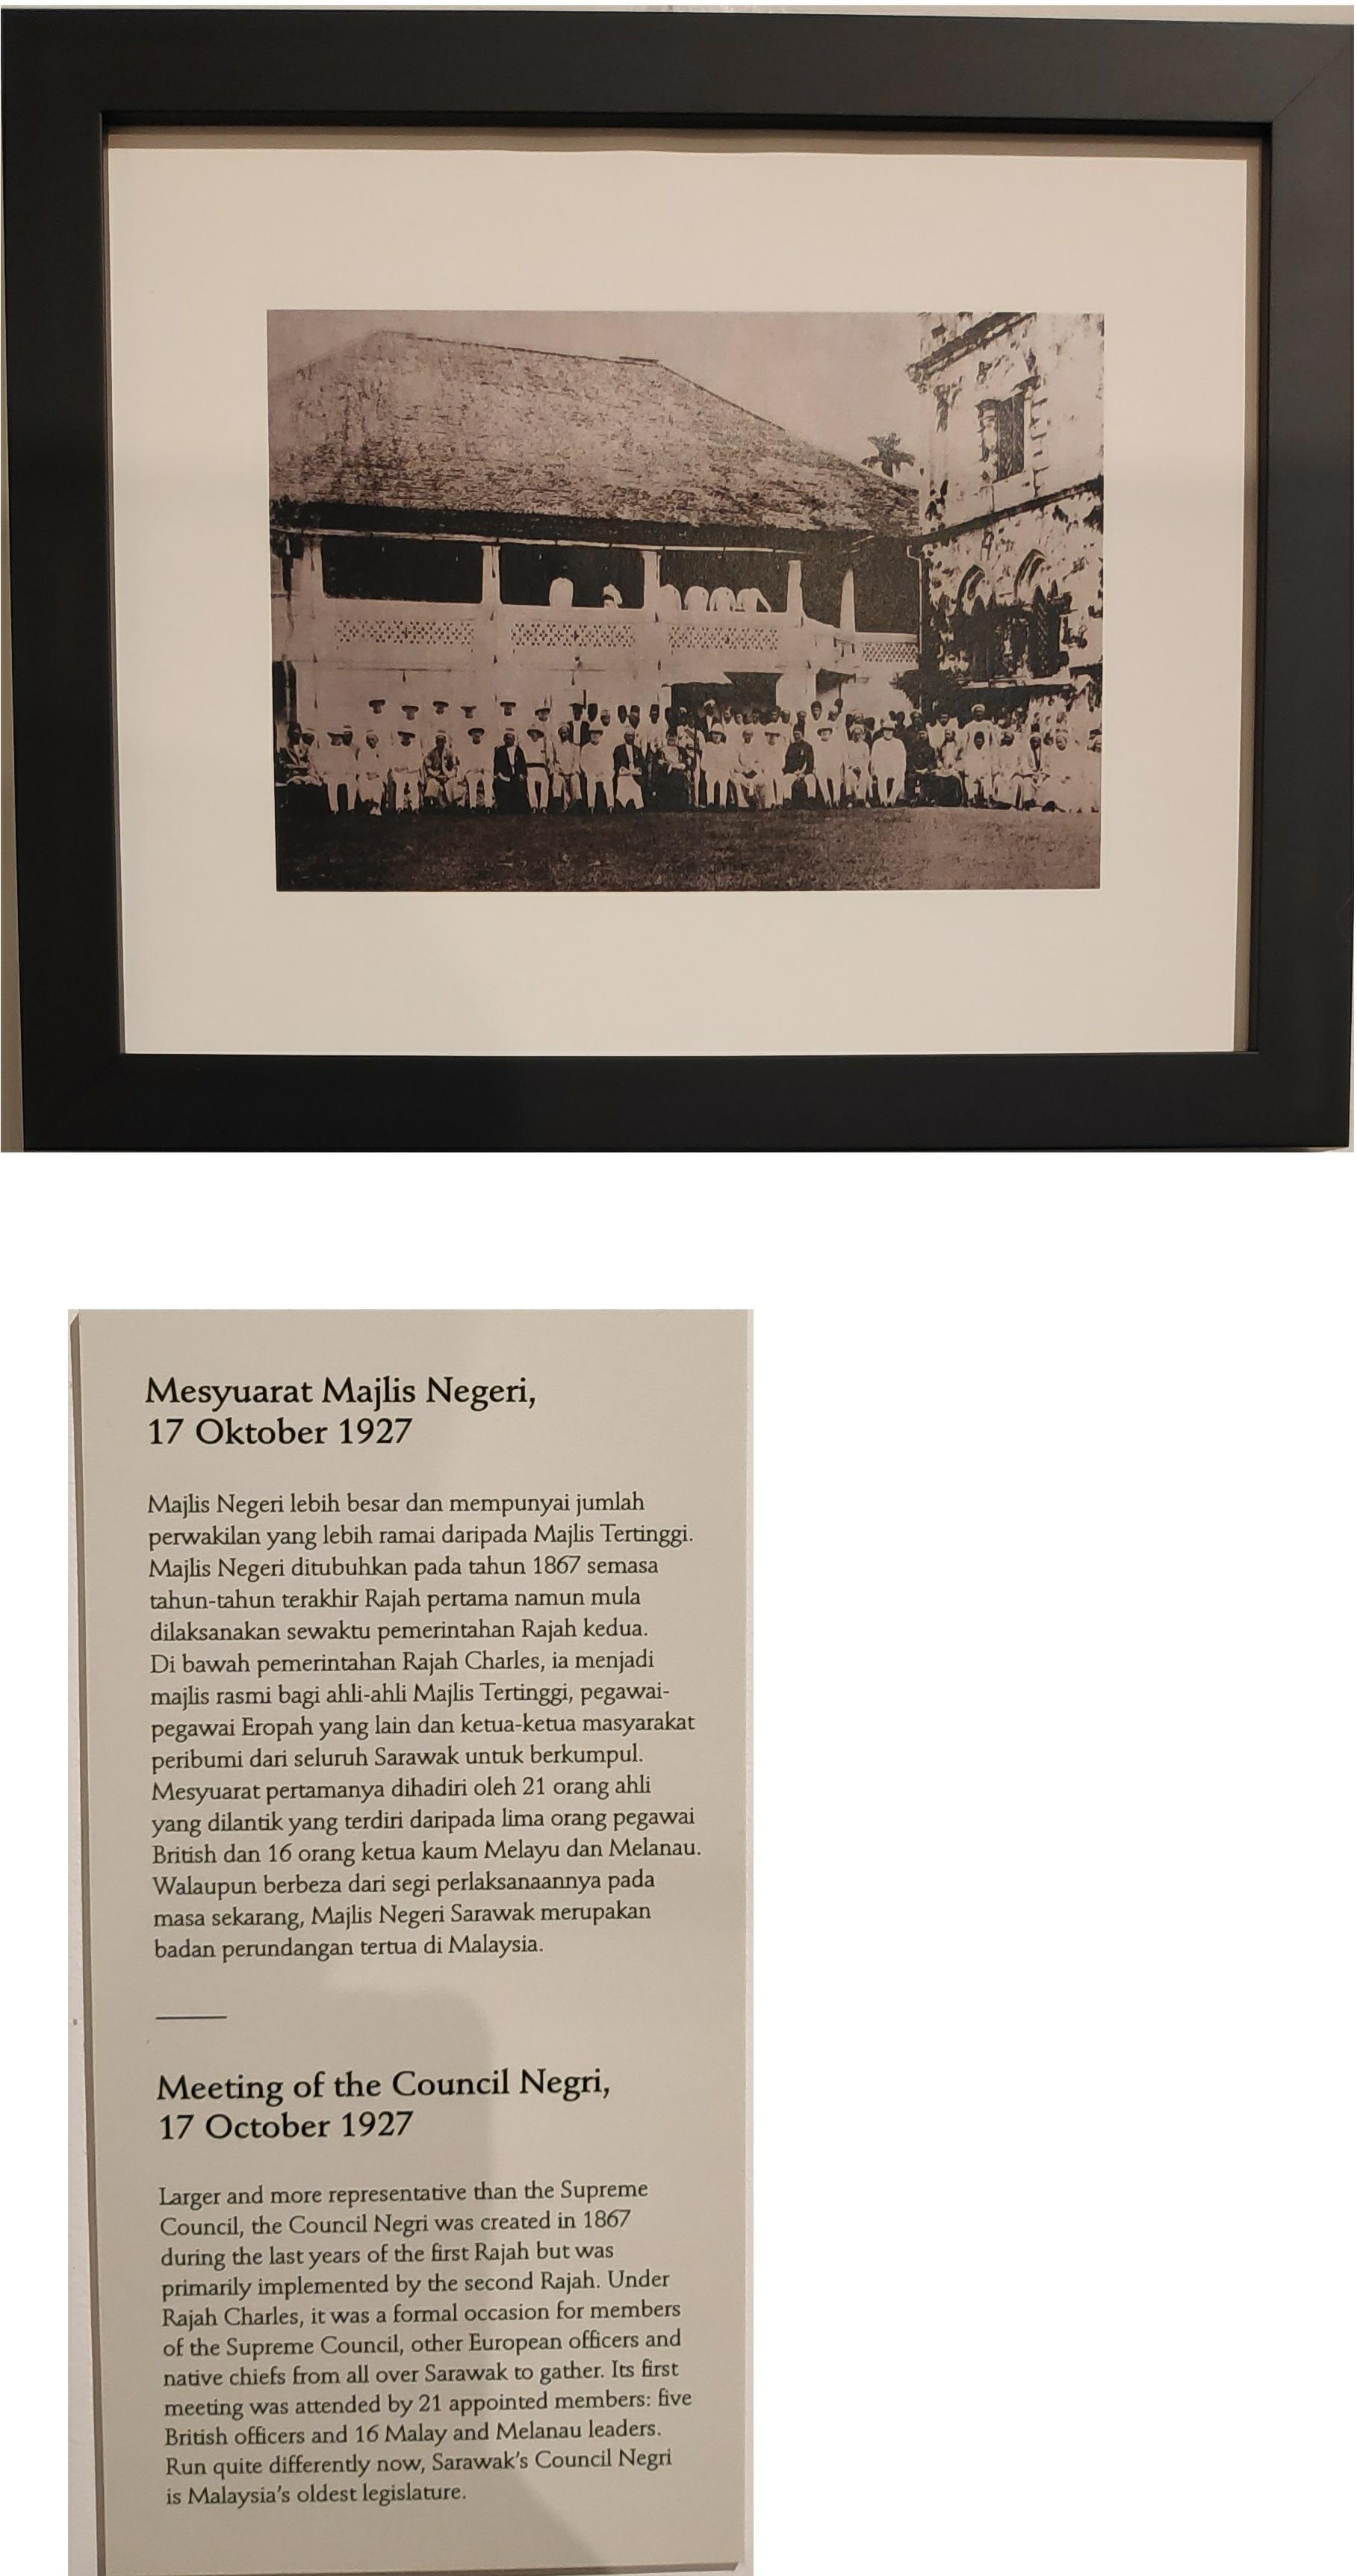 Mesyuarat Majlis Negeri,
17 Oktober 1927
Majlis Negeri lebih besar dan mempunyai jumlah
perwakilan yang lebih ramai daripada Majlis Tertinggi.
Majlis Negeri ditubuhkan pada tahun 1867 semasa
tahun-tahun terakhir Rajah pertama namun mula
dilaksanakan sewaktu pemerintahan Rajah kedua.
Di bawah pemerintahan Rajah Charles, ia menjadi
majlis rasmi bagi ahli-ahli Majlis Tertinggi, pegawai-
pegawai Eropah yang lain dan ketua-ketua masyarakat
peribumi dari seluruh Sarawak untuk berkumpul.
Mesyuarat pertamanya dihadiri oleh 21 orang ahli
yang dilantik yang terdiri daripada lima orang pegawai
British dan 16 orang ketua kaum Melayu dan Melanau.
Walaupun berbeza dari segi perlaksanaannya pada
masa sekarang, Majlis Negeri Sarawak merupakan
badan perundangan tertua di Malaysia.
Meeting of the Council Negri,
17 October 1927
Larger and more representative than the Supreme
Council, the Council Negri was created in 1867
during the last years of the first Rajah but was
primarily implemented by the second Rajah. Under
Rajah Charles, it was a formal occasion for members
of the Supreme Council, other European officers and
native chiefs from all over Sarawak to gather. Its first
meeting was attended by 21 appointed members: five
British officers and 16 Malay and Melanau leaders.
Run quite differently now, Sarawak's Council Negri
is Malaysia's oldest legislature.